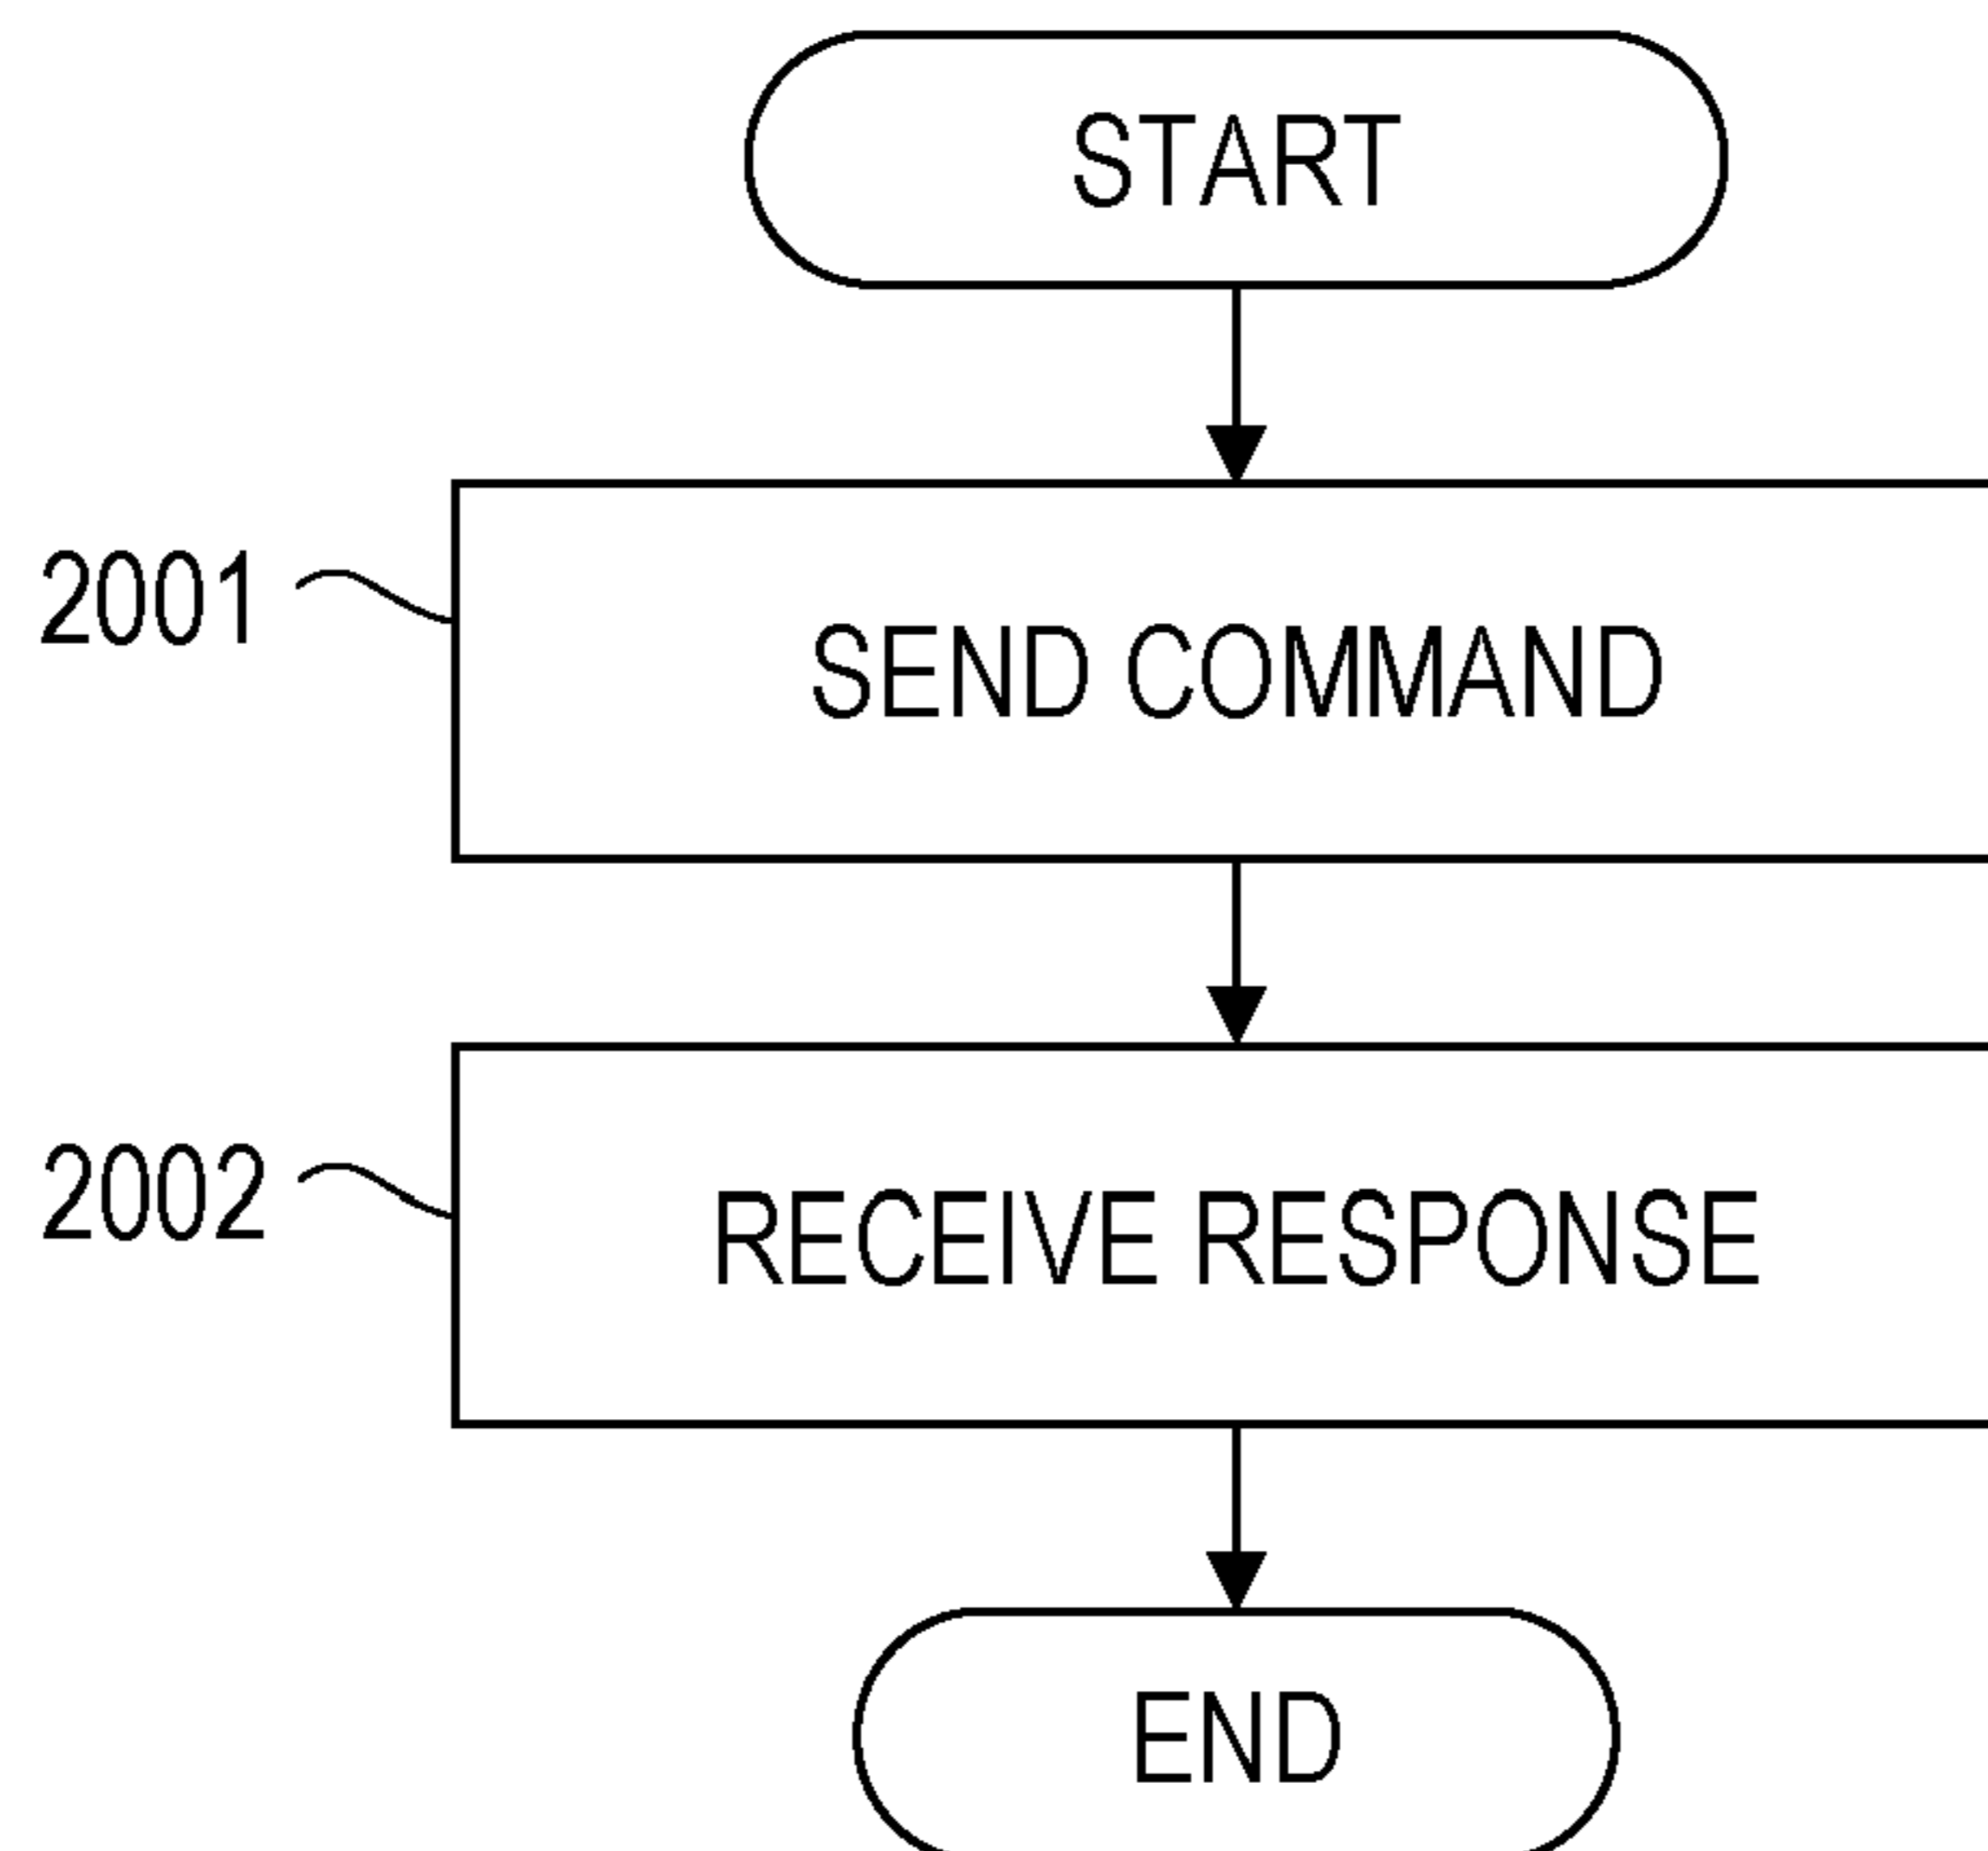 START
2001
SEND COMMAND
2002
RECEIVE RESPONSE
END